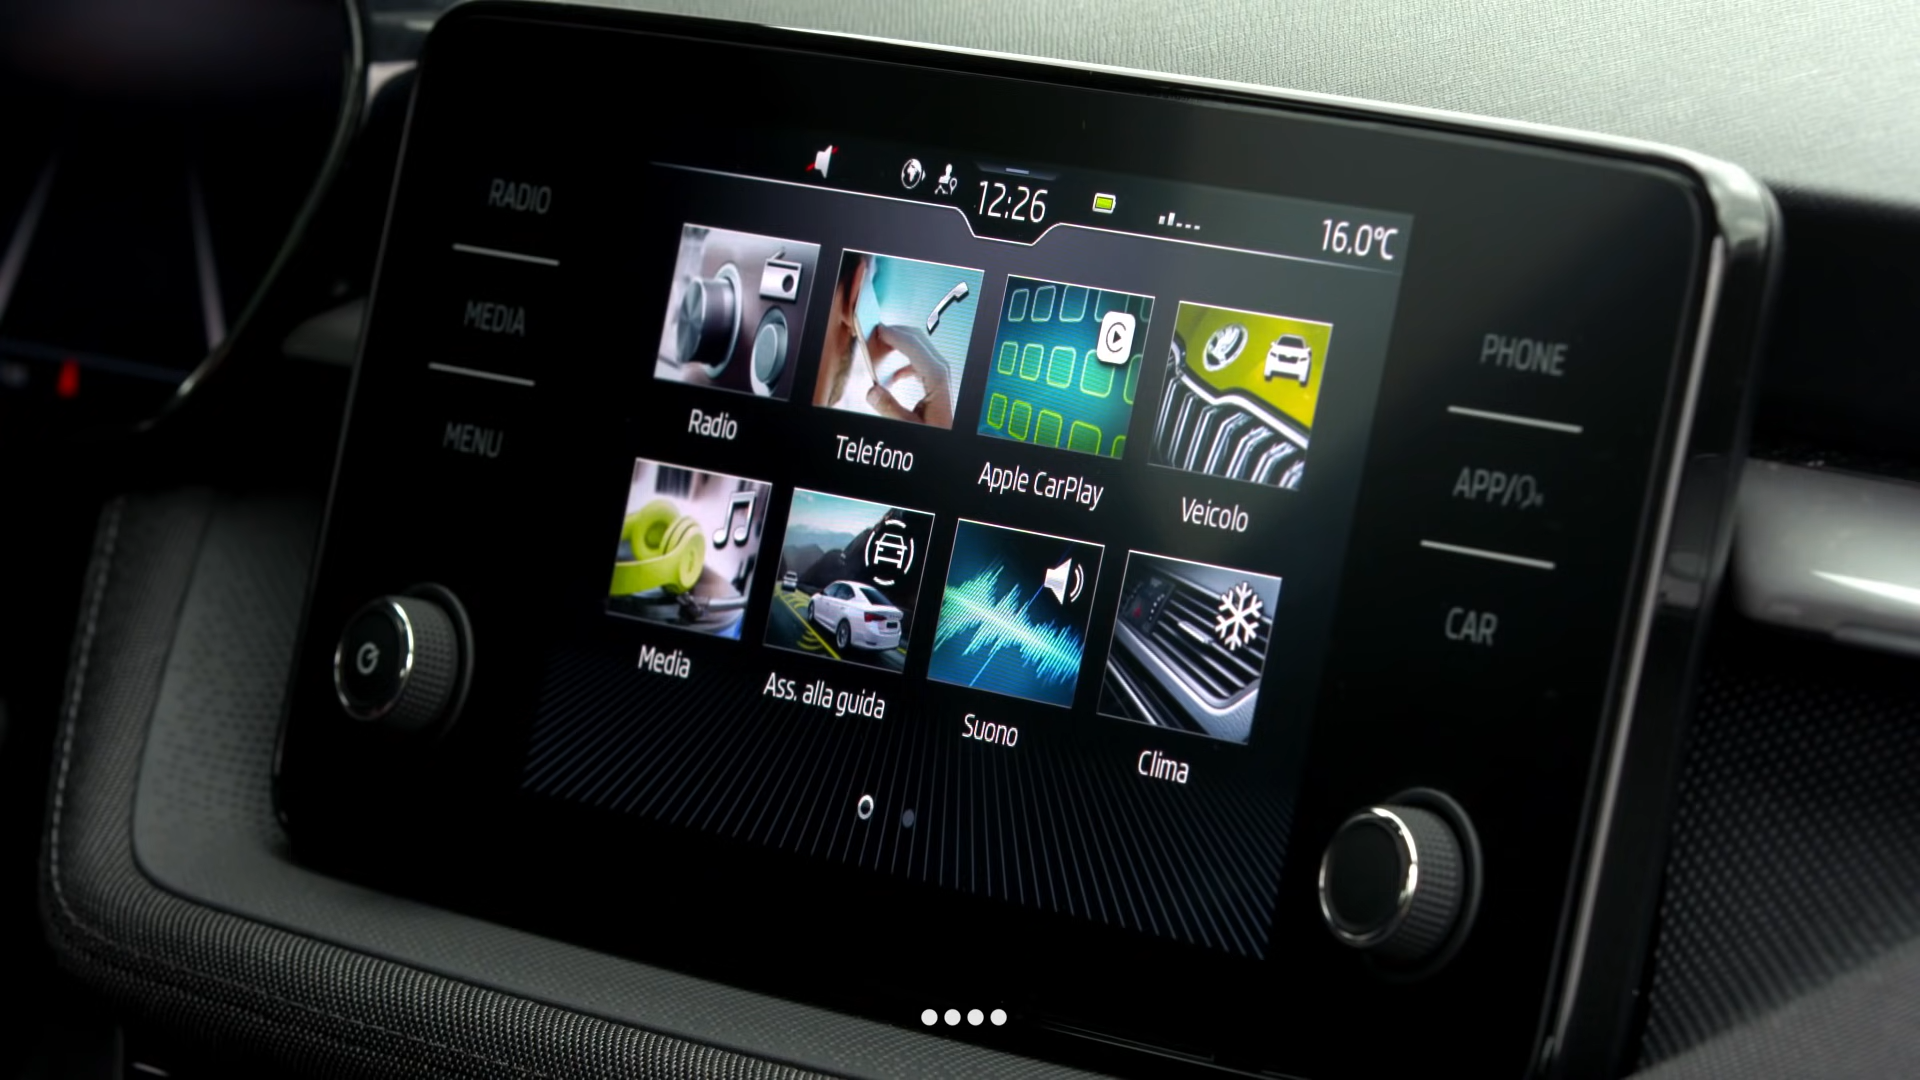 RADIO
MEDIA
MENU
12:26
16.0°C
Radio
Telefono
Apple CarPlay
Veicolo
Media
Ass. alla guida
Suono
Clima
PHONE
APP/
CAR